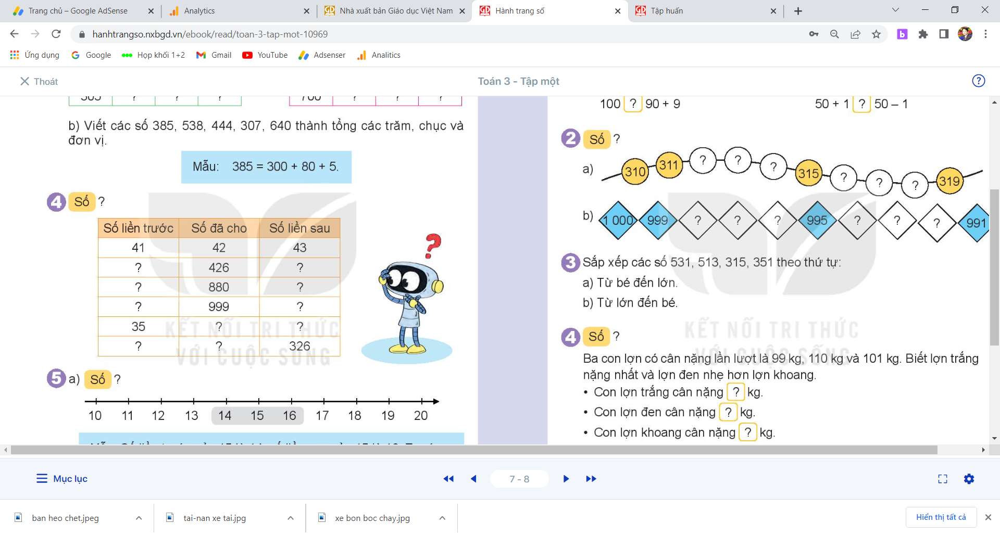 Trang chủ – Google AdSense
Analytics
Nhà xuất bản Giáo dục Việt Nam
Hành trang số
Tập huấn
hanhtrangso.nxbgd.vn/ebook/read/toan-3-tap-mot-10969
Ứng dụng
Google
Họp khối 1+2
Gmail
YouTube
Adsenser
Analitics
Thoát
Toán 3 - Tập một
305 ? ? ?
700 ? ? ?
b) Viết các số 385, 538, 444, 307, 640 thành tổng các trăm, chục và
đơn vị.
Mẫu: 385 = 300 + 80 + 5.
4 Số ?
Số liền trước Số đã cho Số liền sau
41 42 43
? 426 ?
? 880 ?
? 999 ?
35 ? ?
? ? 326
KẾT NỐI TRI THỨC
VỚI CUỘC SỐNG
5 a) Số ?
10 11 12 13 14 15 16 17 18 19 20
100 ? 90 + 9
50 + 1 ? 50 – 1
2 Số ?
a) 310 311 ? ? ? 315 ? ? ? 319
b) 1 000 999 ? ? ? 995 ? ? ? 991
3 Sắp xếp các số 531, 513, 315, 351 theo thứ tự:
a) Từ bé đến lớn.
b) Từ lớn đến bé.
KẾT NỐI TRI THỨC
VỚI CUỘC SỐNG
4 Số ?
Ba con lợn có cân nặng lần lượt là 99 kg, 110 kg và 101 kg. Biết lợn trắng
nặng nhất và lợn đen nhẹ hơn lợn khoang.
• Con lợn trắng cân nặng ? kg.
• Con lợn đen cân nặng ? kg.
• Con lợn khoang cân nặng ? kg.
Mục lục
7 - 8
ban heo chet.jpeg
tai-nan xe tai.jpg
xe bon boc chay.jpg
Hiển thị tất cả